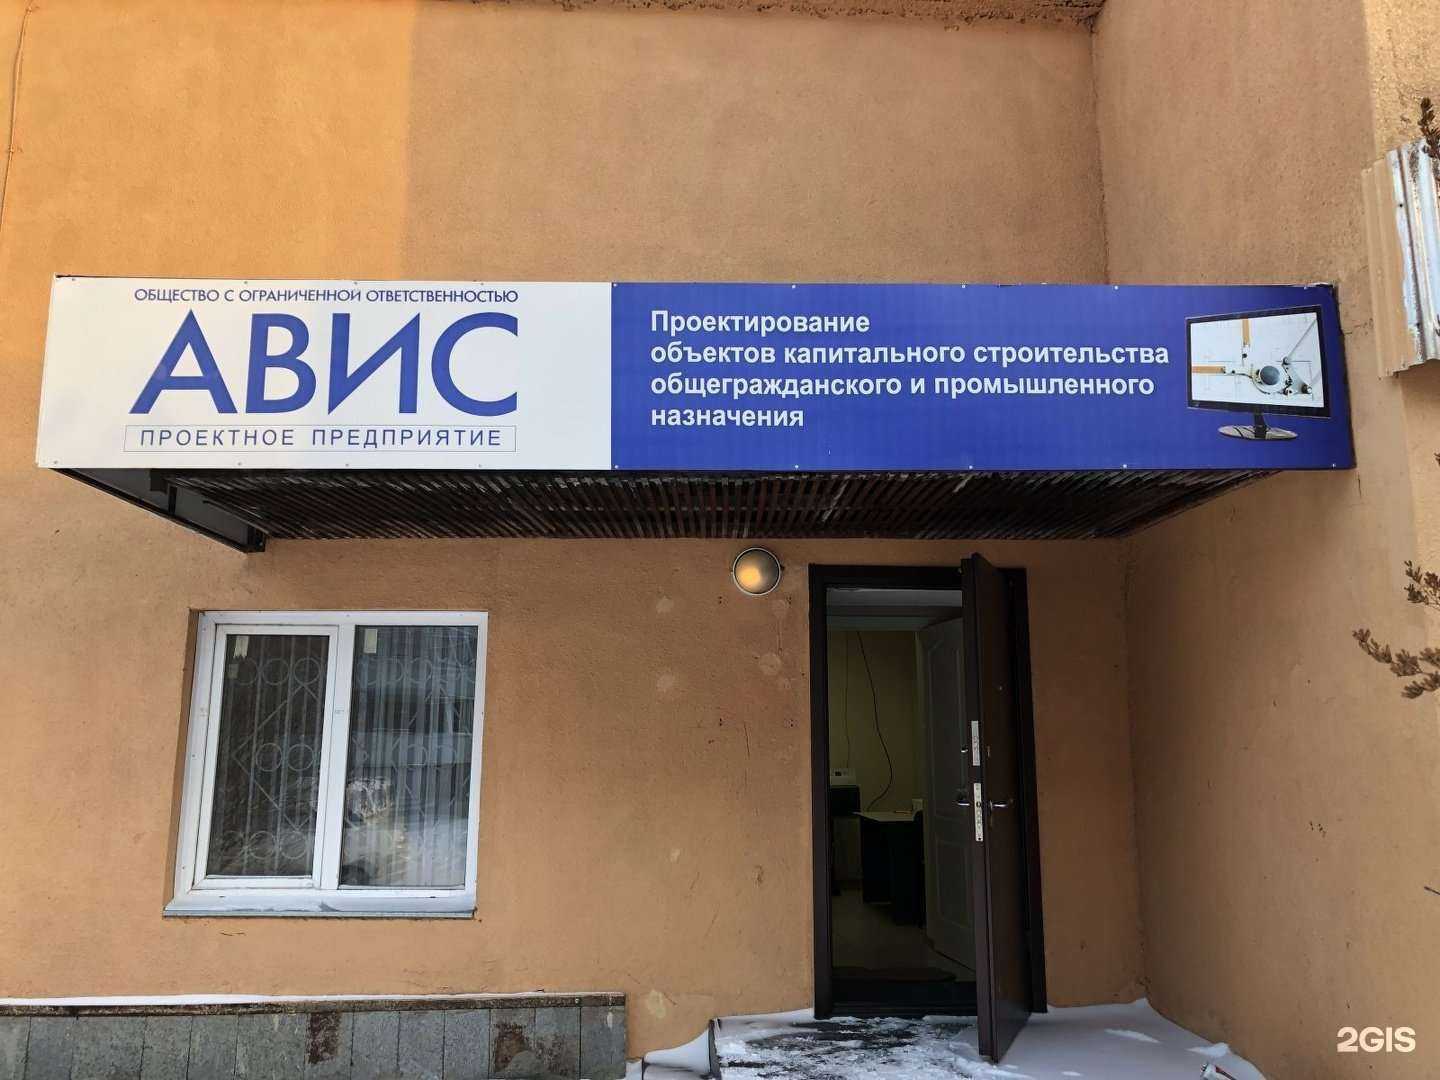 ОБЩЕСТВО С ОГРАНИЧЕННОЙ ОТВЕТСТВЕННОСТЬЮ
АВИС
ПРОЕКТНОЕ ПРЕДПРИЯТИЕ
Проектирование
объектов капитального строительства
общегражданского и промышленного
назначения
2GIS